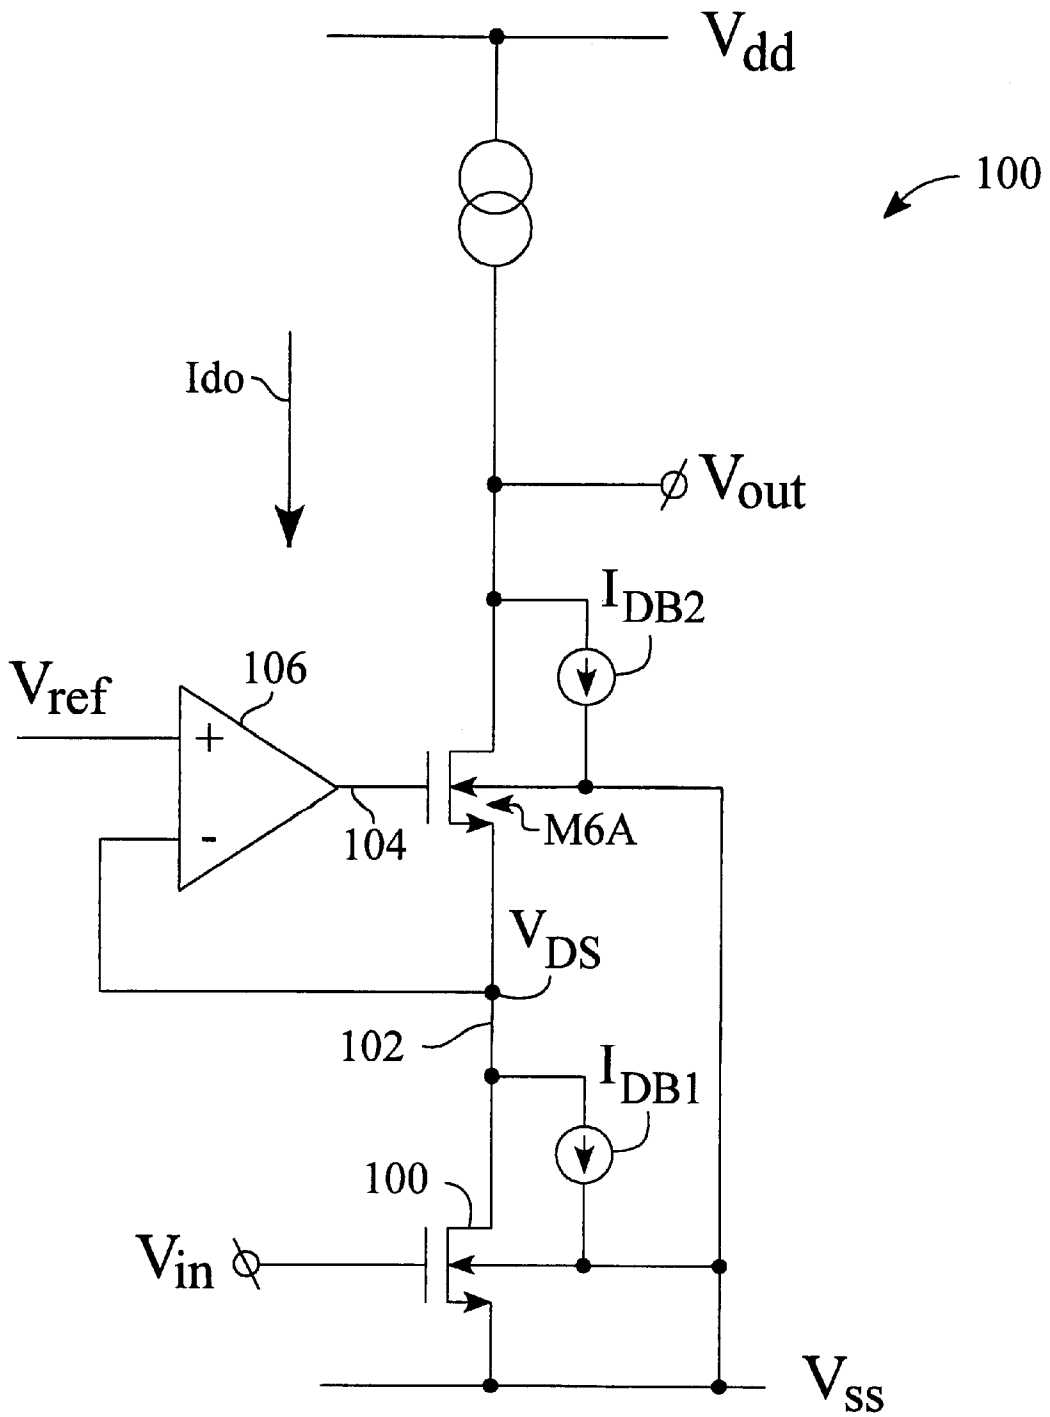 Vdd
100
Ido
Vout
IDB2
Vref
106
+
-
104
M6A
VDS
102
IDB1
100
Vin
Vss